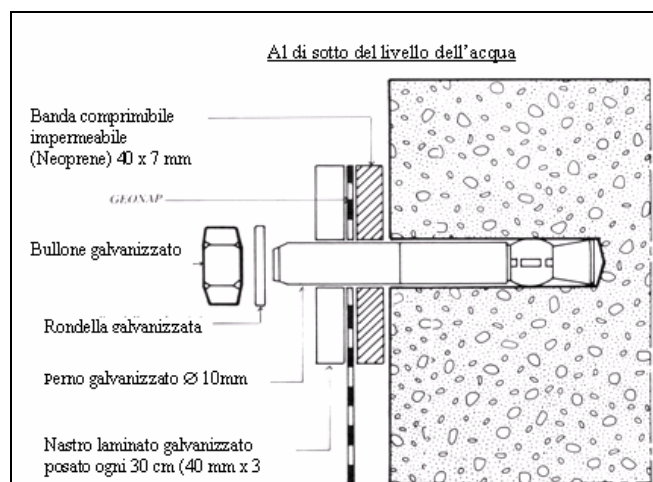 Al di sotto del livello dell'acqua
Banda comprimibile
impermeabile
(Neoprene) 40 x 7 mm
GEONAP
Bullone galvanizzato
Rondella galvanizzata
Perno galvanizzato Ø 10mm
Nastro laminato galvanizzato
posato ogni 30 cm (40 mm x 3